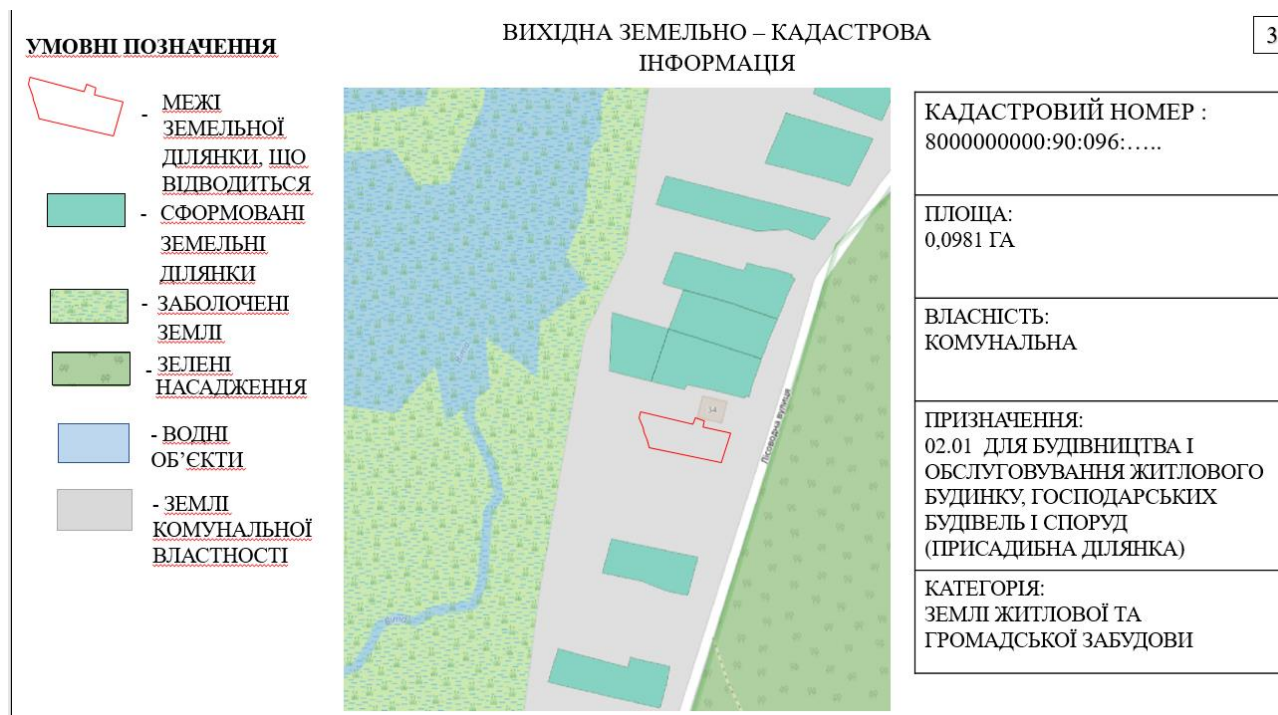 ВИХІДНА ЗЕМЕЛЬНО – КАДАСТРОВА
ІНФОРМАЦІЯ
3
УМОВНІ ПОЗНАЧЕННЯ
- МЕЖІ
ЗЕМЕЛЬНОЇ
ДІЛЯНКИ, ЩО
ВІДВОДИТЬСЯ
- СФОРМОВАНІ
ЗЕМЕЛЬНІ
ДІЛЯНКИ
- ЗАБОЛОЧЕНІ
ЗЕМЛІ
- ЗЕЛЕНІ
НАСАДЖЕННЯ
- ВОДНІ
ОБ’ЄКТИ
- ЗЕМЛІ
КОМУНАЛЬНОЇ
ВЛАСТНОСТІ
34
Лісоводна вулиця
КАДАСТРОВИЙ НОМЕР :
8000000000:90:096:…..
ПЛОЩА:
0,0981 ГА
ВЛАСНІСТЬ:
КОМУНАЛЬНА
ПРИЗНАЧЕННЯ:
02.01 ДЛЯ БУДІВНИЦТВА І
ОБСЛУГОВУВАННЯ ЖИТЛОВОГО
БУДИНКУ, ГОСПОДАРСЬКИХ
БУДІВЕЛЬ І СПОРУД
(ПРИСАДИБНА ДІЛЯНКА)
КАТЕГОРІЯ:
ЗЕМЛІ ЖИТЛОВОЇ ТА
ГРОМАДСЬКОЇ ЗАБУДОВИ